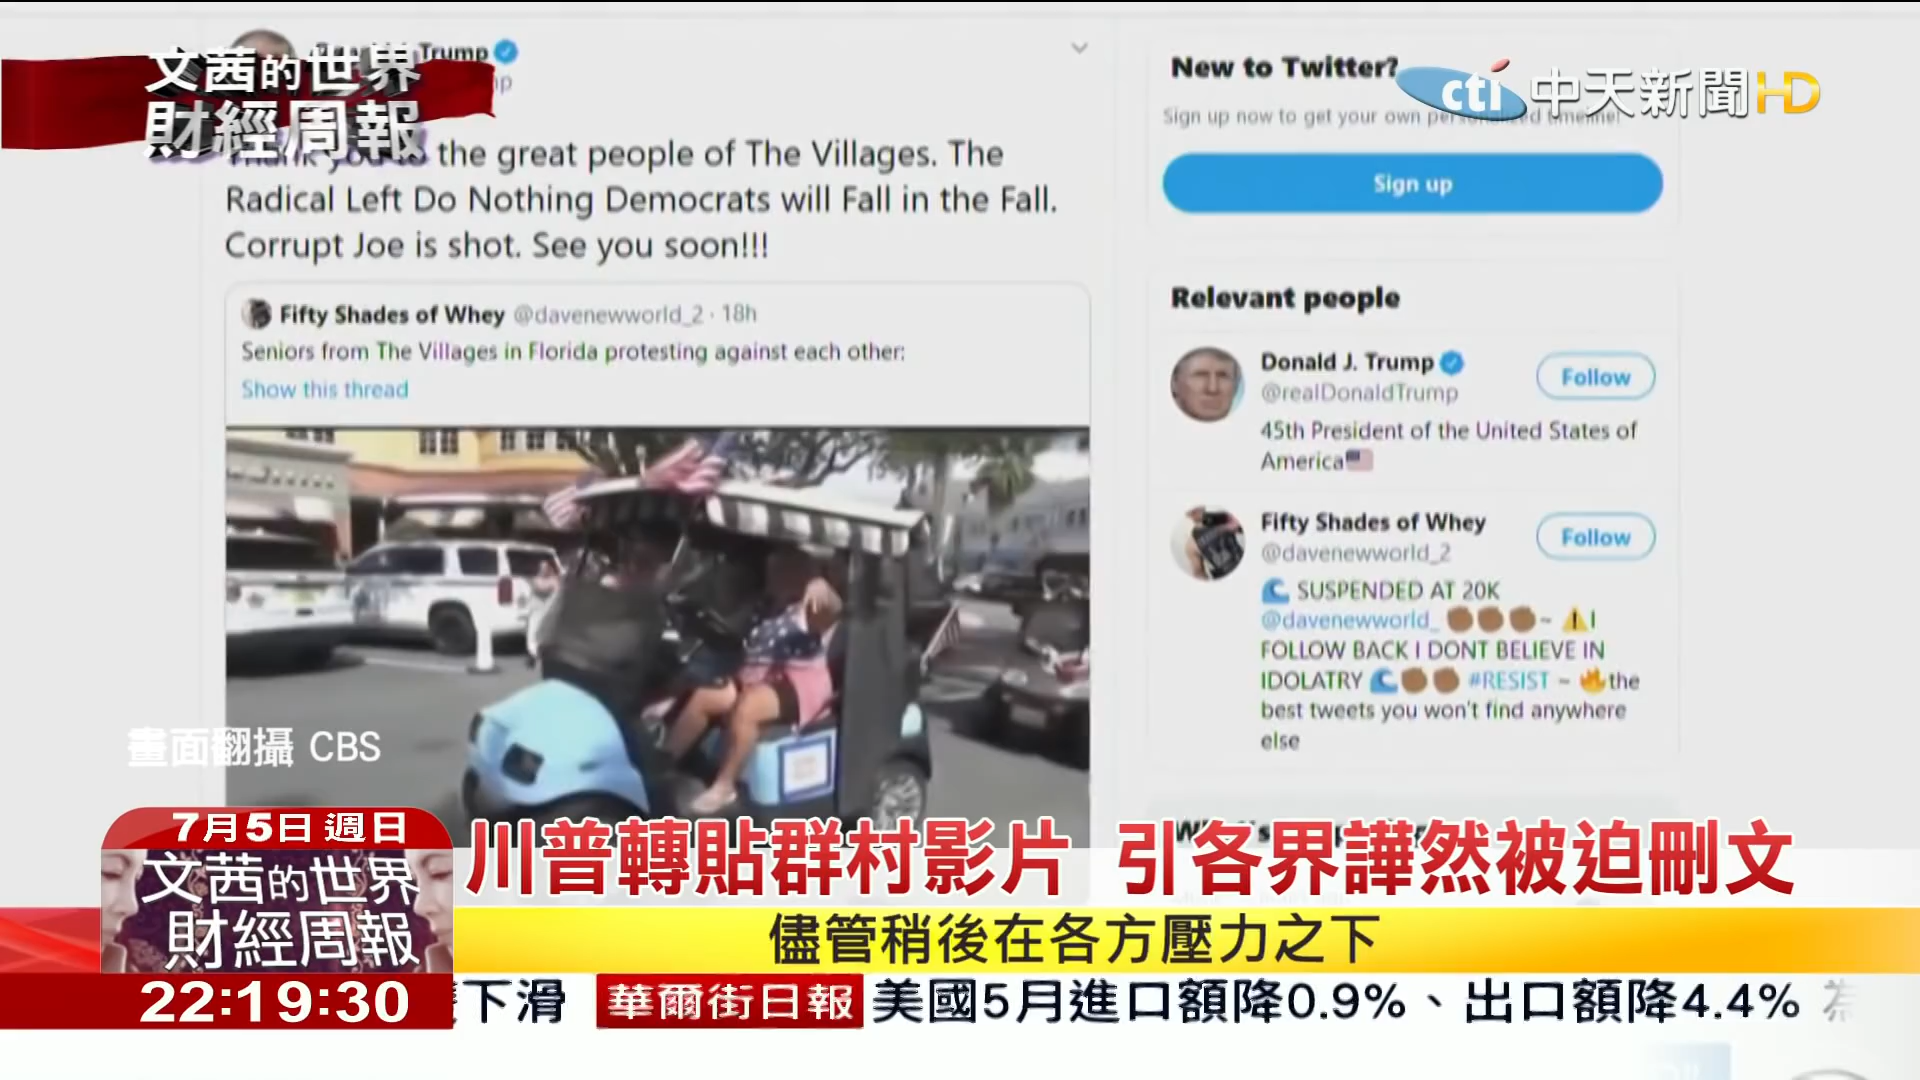 文茜的世界
財經周報
Trump
New to Twitter?
cti 中天新聞HD
Sign up now to get your own personalized timeline!
Sign up
Thank you to the great people of The Villages. The
Radical Left Do Nothing Democrats will Fall in the Fall.
Corrupt Joe is shot. See you soon!!!
Fifty Shades of Whey @davenewworld_2 · 18h
Seniors from The Villages in Florida protesting against each other:
Show this thread
Relevant people
Donald J. Trump
@realDonaldTrump
Follow
45th President of the United States of
America
Fifty Shades of Whey
@davenewworld_2
Follow
SUSPENDED AT 20K
@davenewworld_ ~ I
FOLLOW BACK I DONT BELIEVE IN
IDOLATRY #RESIST ~ the
best tweets you won't find anywhere
else
畫面翻攝 CBS
7月5日 週日
文茜的世界
財經周報
22:19:30
川普轉貼群村影片 引各界譁然被迫刪文
儘管稍後在各方壓力之下
下滑 華爾街日報 美國5月進口額降0.9%、出口額降4.4% 為